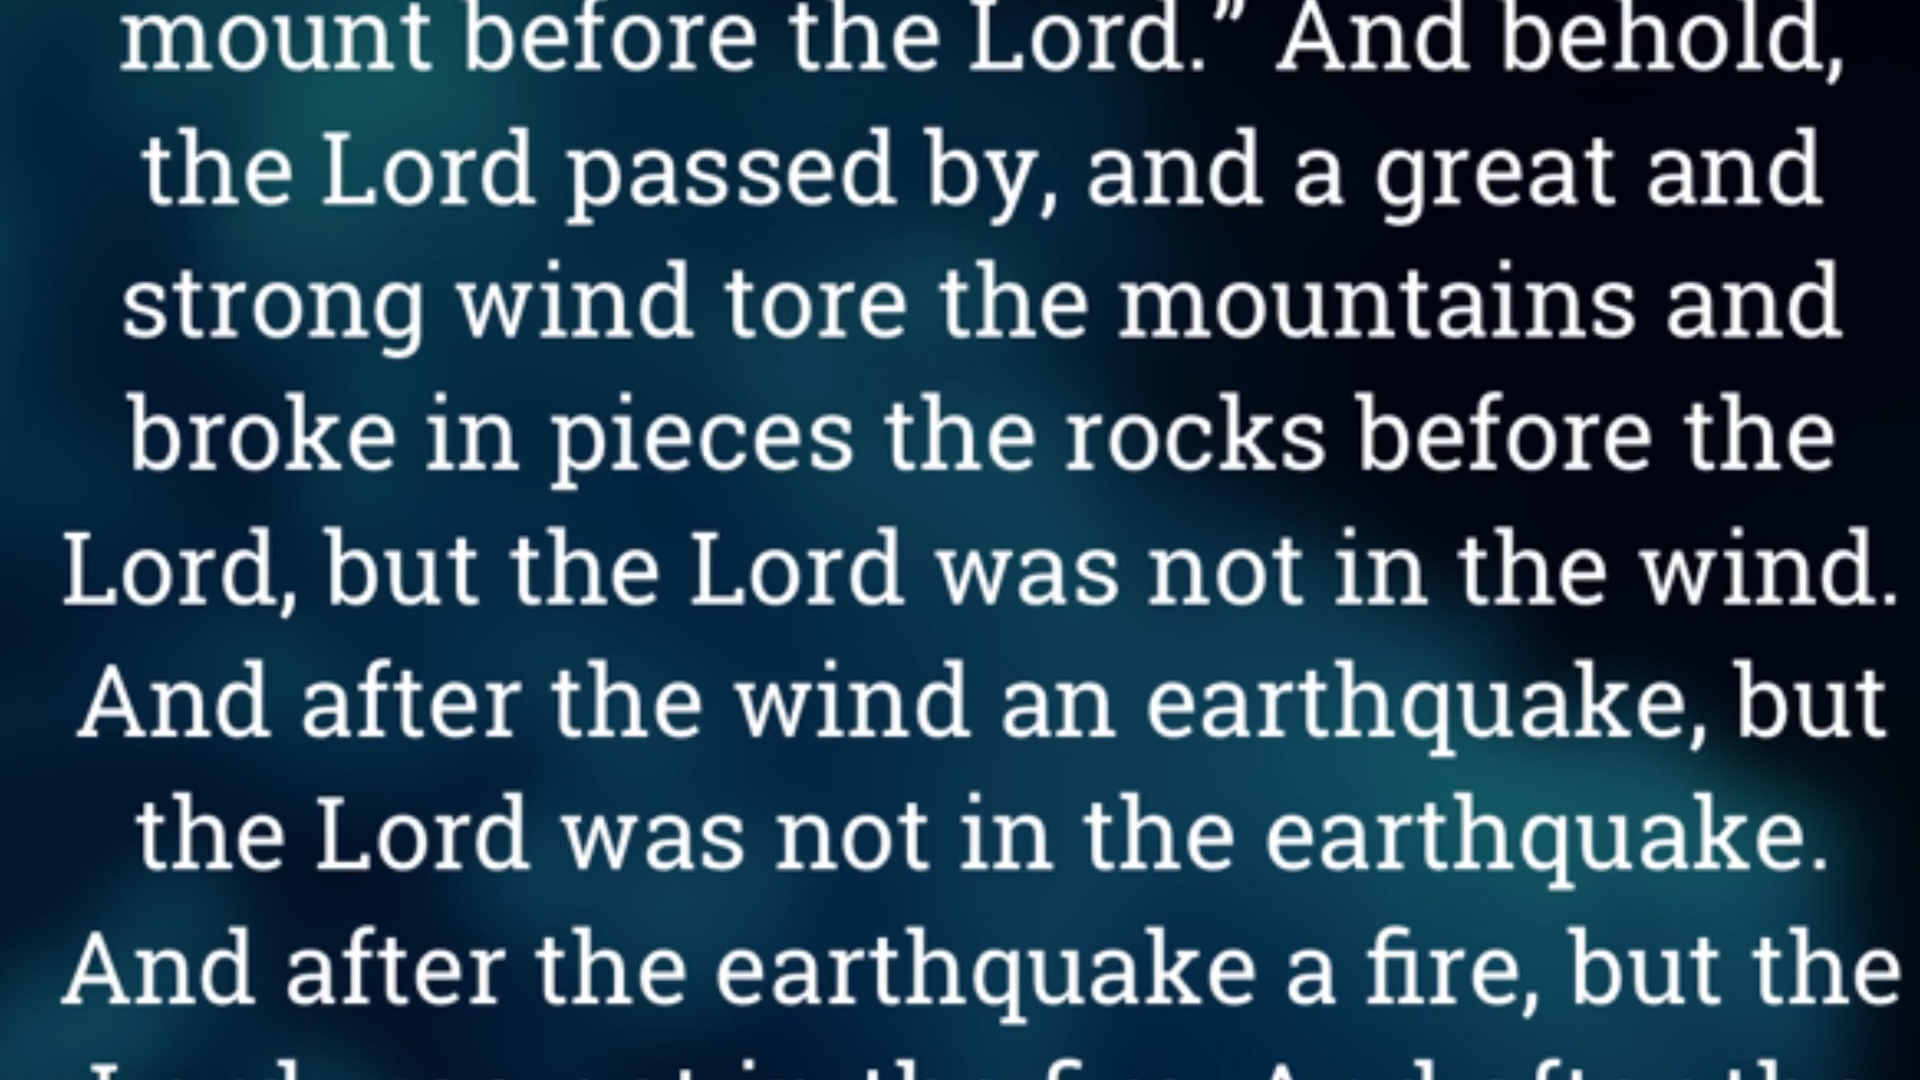 mount before the Lord.” And behold,
the Lord passed by, and a great and
strong wind tore the mountains and
broke in pieces the rocks before the
Lord, but the Lord was not in the wind.
And after the wind an earthquake, but
the Lord was not in the earthquake.
And after the earthquake a fire, but the